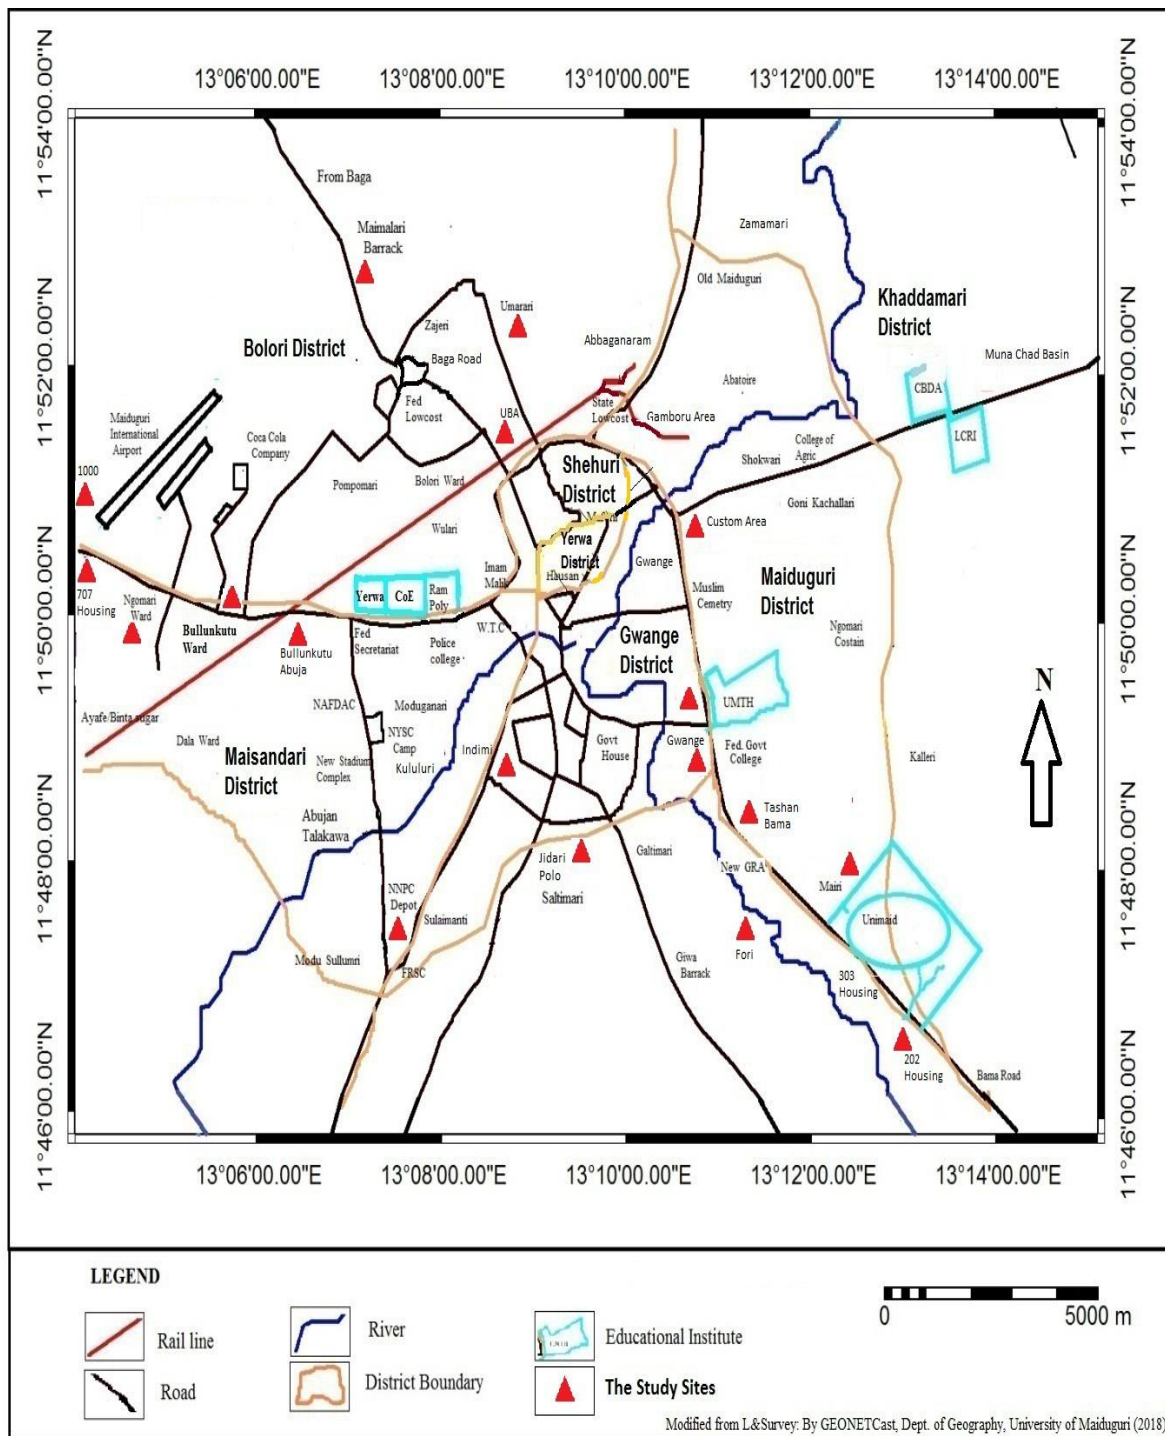 13°06'00.00"E
13°08'00.00"E
13°10'00.00"E
13°12'00.00"E
13°14'00.00"E
11°54'00.00"N
11°54'00.00"N
From Baga
Maimalari
Barrack
Zamamari
Old Maiduguri
Khaddamari
District
11°52'00.00"N
11°52'00.00"N
Umarari
Zajeri
Bolori District
Baga Road
Abbaganaram
Muna Chad Basin
Abatoire
CBDA
Fed
Lowcost
UBA
State
Lowcost
Gamboru Area
Maiduguri
International
Airport
Coca Cola
Company
College of
Agric
LCRI
Shokwari
1000
Pompomari
Bolori Ward
Shehuri
District
Goni Kachallari
Wulari
Custom Area
Yerwa
District
Hausari
Imam
Malik
Gwange
Maiduguri
District
Muslim
Cemetry
707
Housing
Ngomari
Ward
Yerwa
CoE
Ram
Poly
11°50'00.00"N
11°50'00.00"N
Bullunkutu
Ward
Bullunkutu
Abuja
Fed
Secretariat
Police
college
W.T.C
Gwange
District
Ngomari
Costain
N
NAFDAC
Moduganari
UMTH
Ayafe/Binta sugar
Dala Ward
NYSC
Camp
Kululuri
Indimi
Govt
House
Gwange
Fed. Govt
College
Kalleri
Maisandari
District
New Stadium
Complex
Abujan
Talakawa
Tashan
Bama
11°48'00.00"N
11°48'00.00"N
Jidari
Polo
Galtimari
New GRA
Mairi
Saltimari
NNPC
Depot
Sulaimanti
Unimaid
Fori
Modu Sullumri
FRSC
Giwa
Barrack
303
Housing
202
Housing
Bama Road
11°46'00.00"N
11°46'00.00"N
13°06'00.00"E
13°08'00.00"E
13°10'00.00"E
13°12'00.00"E
13°14'00.00"E
LEGEND
Rail line
River
Educational Institute
Road
District Boundary
The Study Sites
0
5000 m
Modified from L&Survey: By GEONETCast, Dept. of Geography, University of Maiduguri (2018)